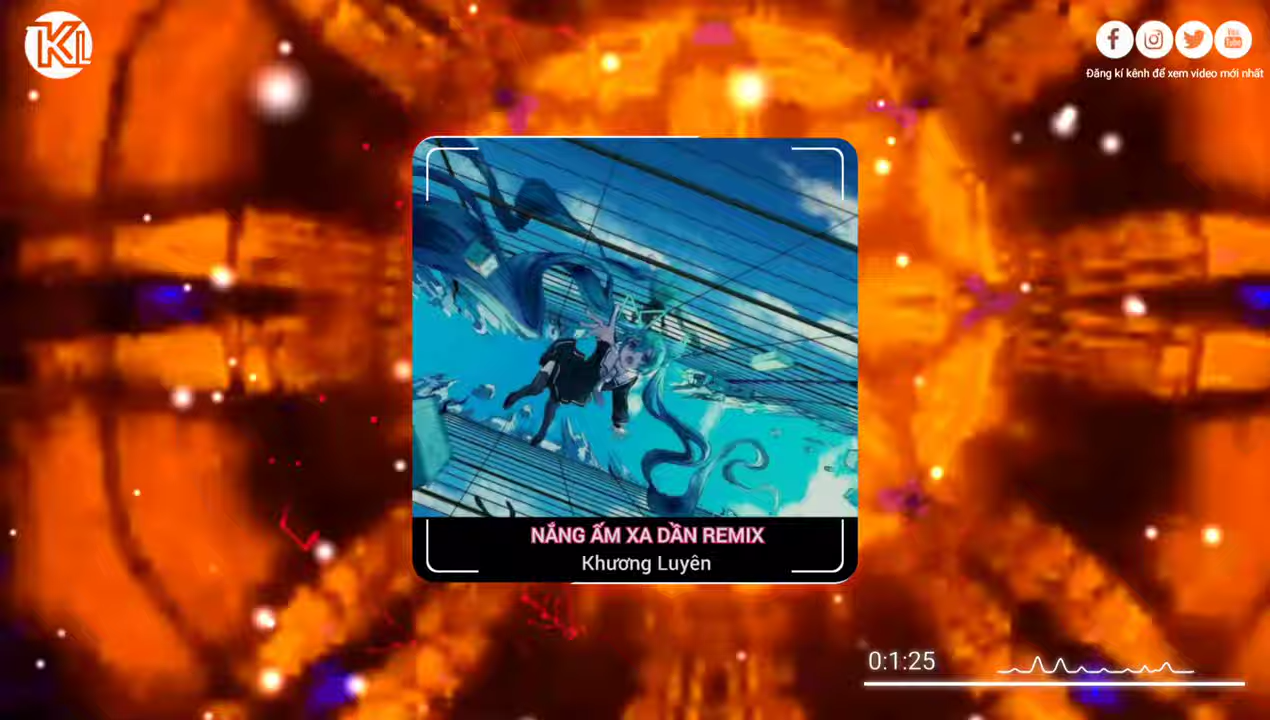 KL
Đăng kí kênh để xem video mới nhất
NẮNG ẤM XA DẦN REMIX
Khương Luyên
0:1:25